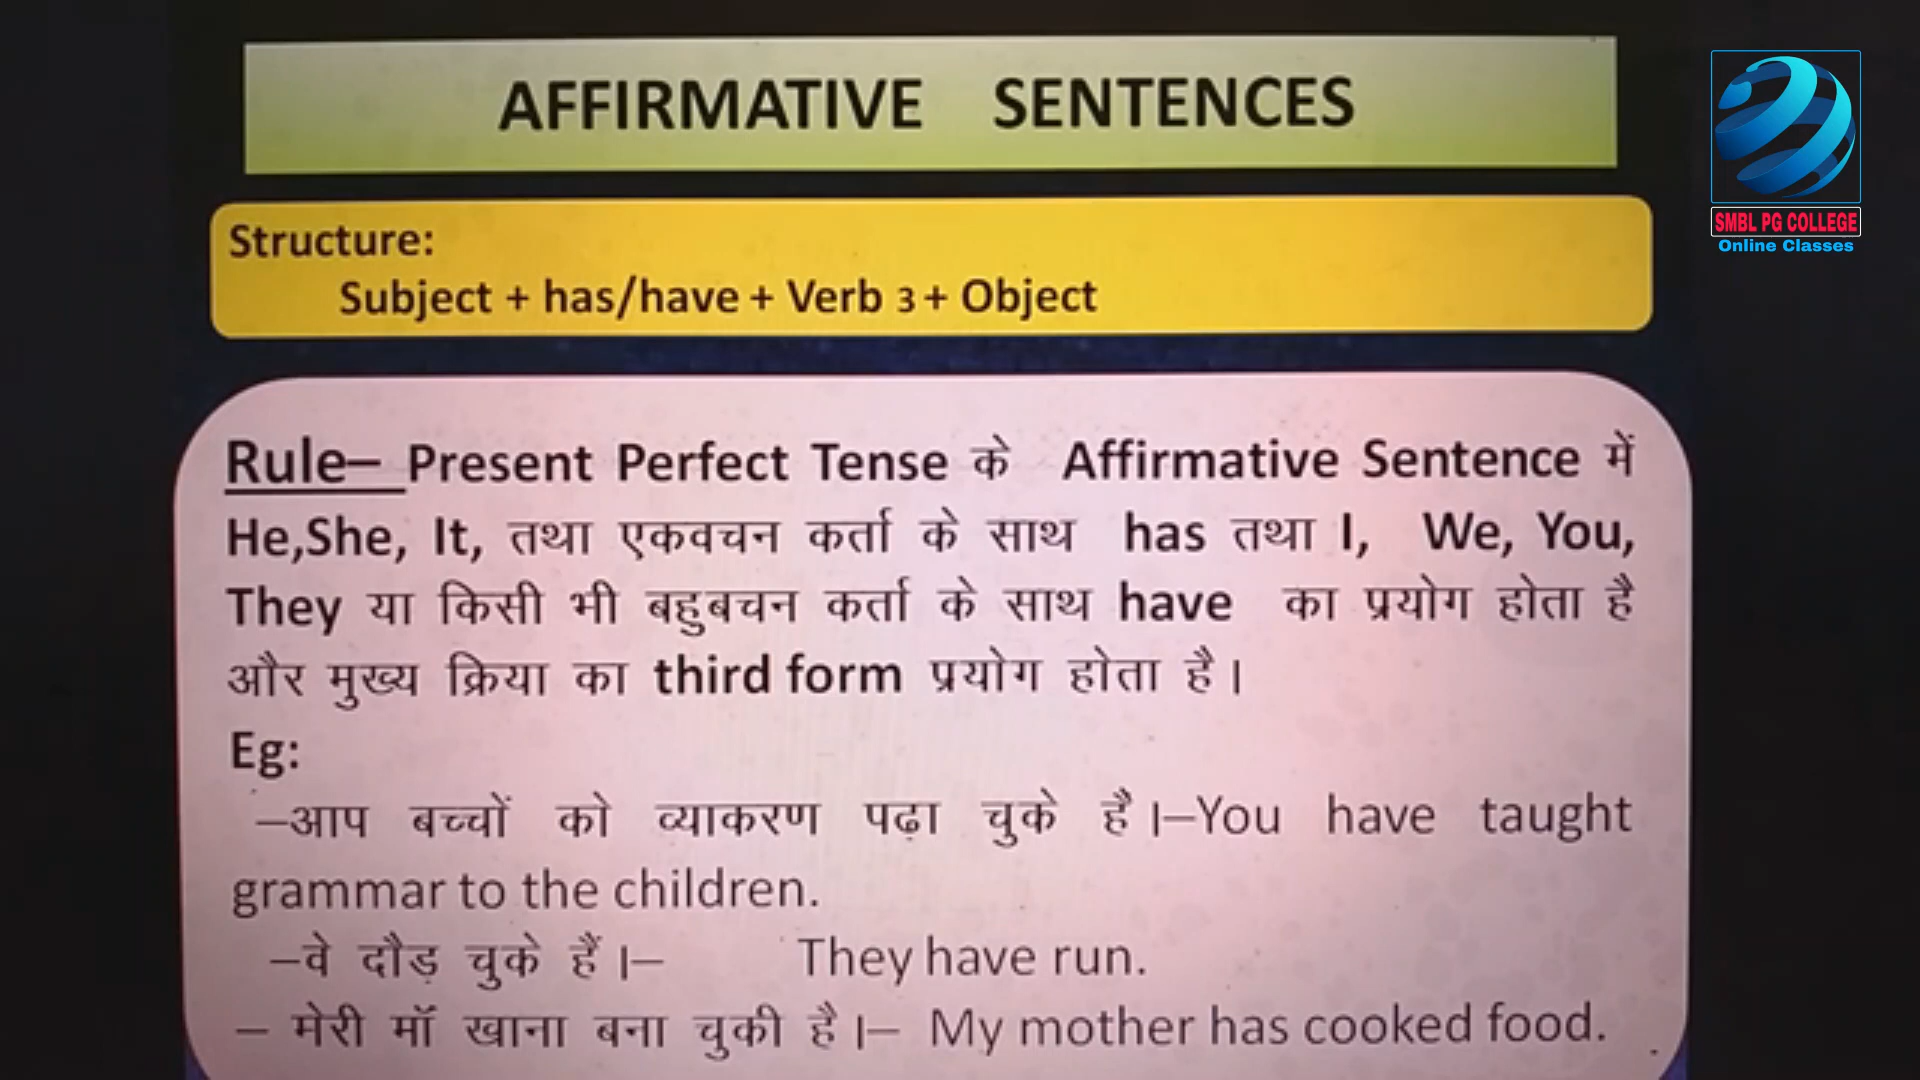 AFFIRMATIVE SENTENCES
SMBL PG COLLEGE
Online Classes
Structure:
Subject + has/have + Verb 3 + Object
Rule– Present Perfect Tense के Affirmative Sentence में
He,She, It, तथा एकवचन कर्ता के साथ has तथा I, We, You,
They या किसी भी बहुबचन कर्ता के साथ have का प्रयोग होता है
और मुख्य क्रिया का third form प्रयोग होता है।
Eg:
–आप बच्चों को व्याकरण पढ़ा चुके हैं।–You have taught
grammar to the children.
–वे दौड़ चुके हैं।– They have run.
– मेरी मॉ खाना बना चुकी है।– My mother has cooked food.